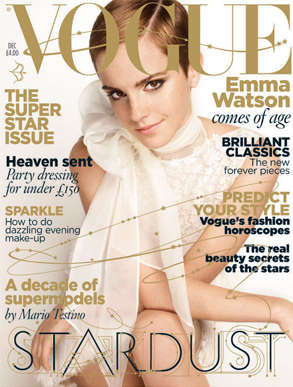 VOGUE
DEC
£4.00
THE
SUPER
STAR
ISSUE
Heaven sent
Party dressing
for under £150
SPARKLE
How to do
dazzling evening
make-up
A decade of
supermodels
by Mario Testino
Emma
Watson
comes of age
BRILLIANT
CLASSICS
The new
forever pieces
PREDICT
YOUR STYLE
Vogue's fashion
horoscopes
The real
beauty secrets
of the stars
STARDUST